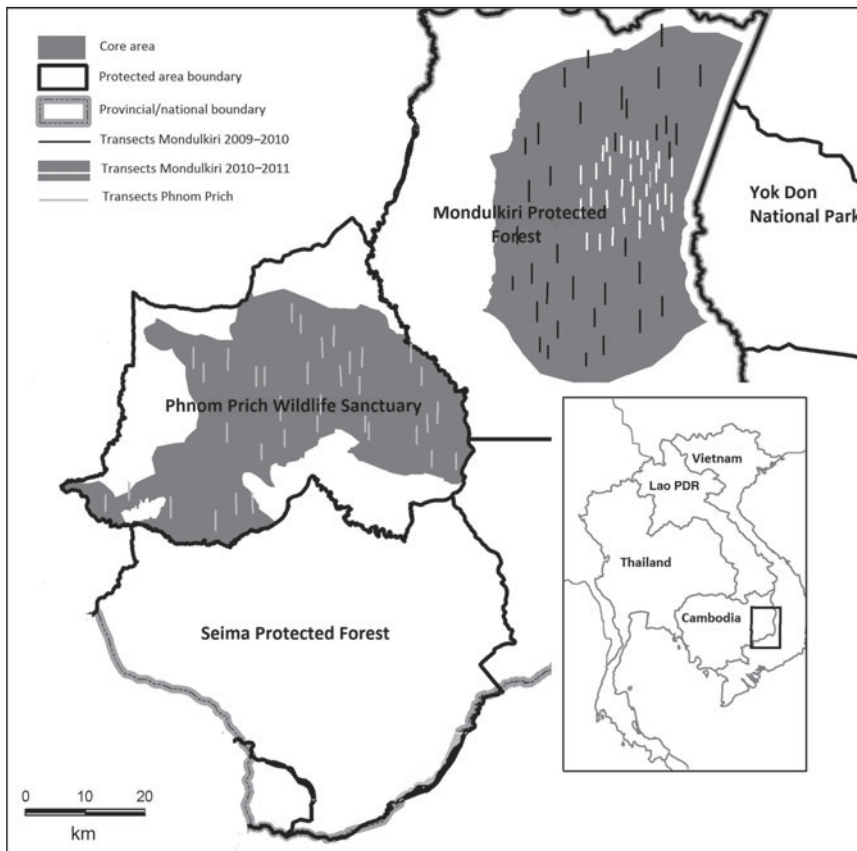 Core area
Protected area boundary
Provincial/national boundary
Transects Mondulkiri 2009–2010
Transects Mondulkiri 2010–2011
Transects Phnom Prich
Mondulkiri Protected
Forest
Yok Don
National Park
Phnom Prich Wildlife Sanctuary
Seima Protected Forest
Vietnam
Lao PDR
Thailand
Cambodia
0 10 20
km